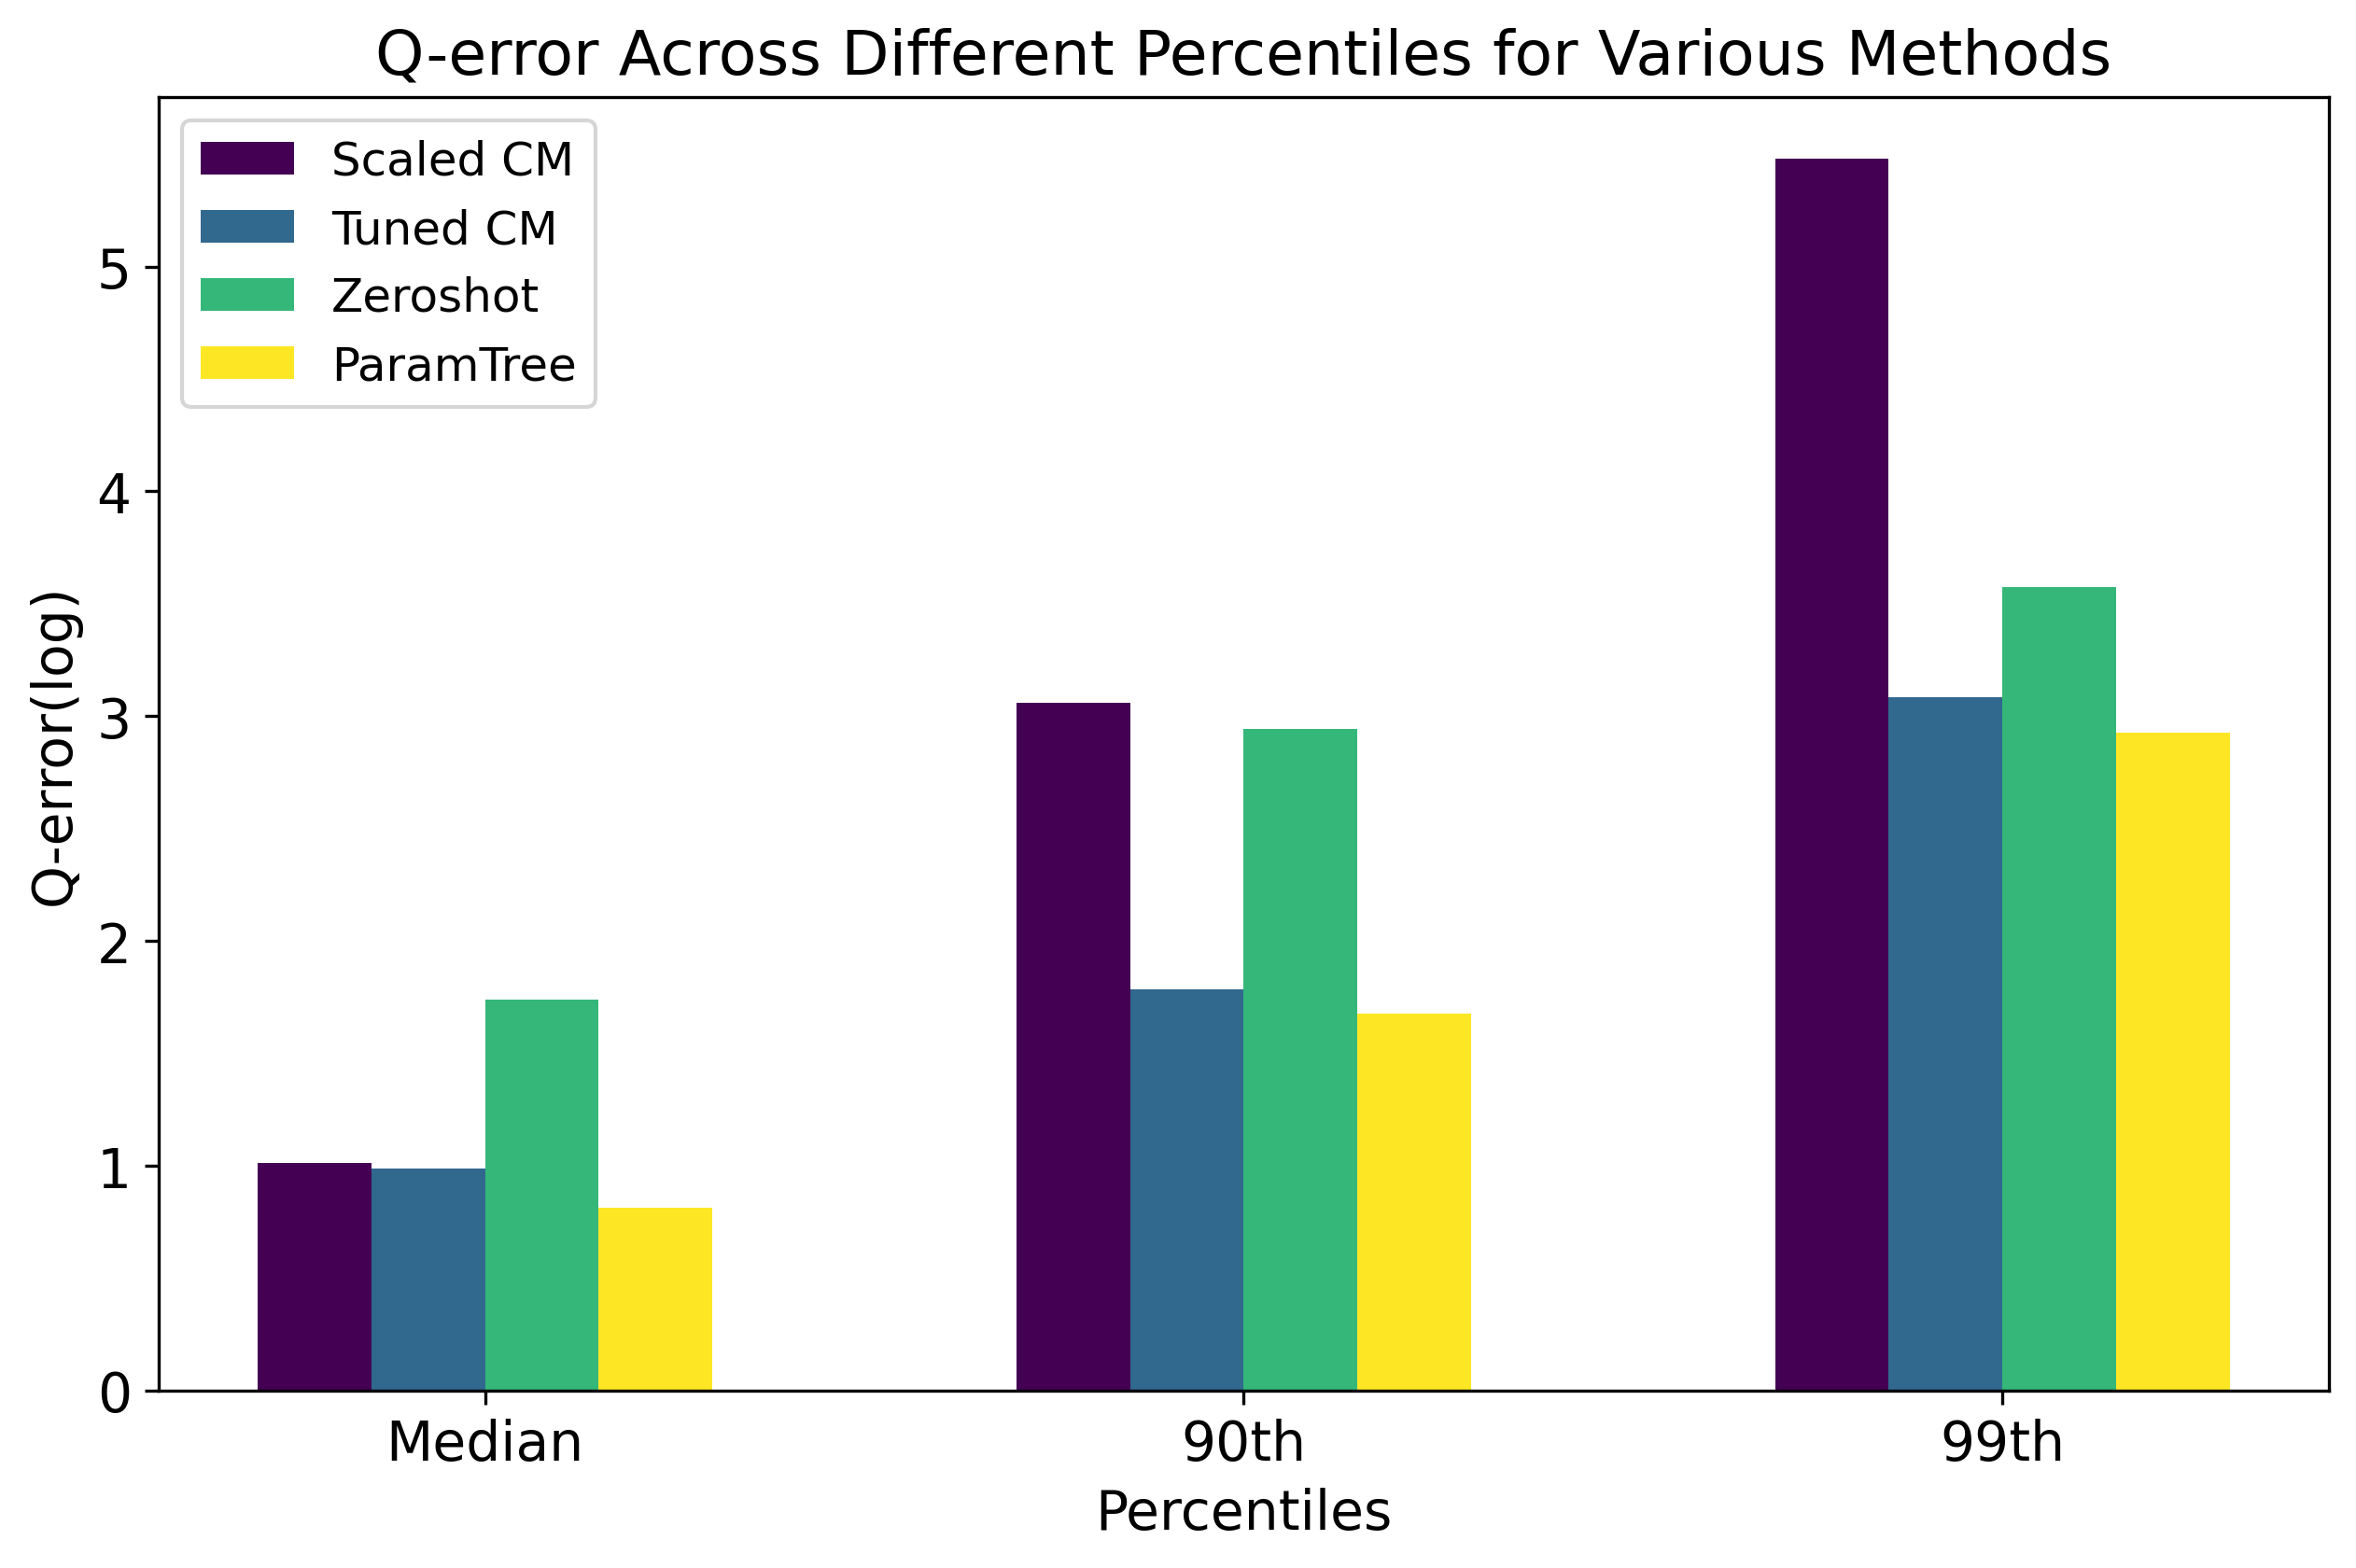 Q-error Across Different Percentiles for Various Methods
Scaled CM
Tuned CM
Zeroshot
ParamTree
Q-error(log)
5
4
3
2
1
0
Median
90th
99th
Percentiles